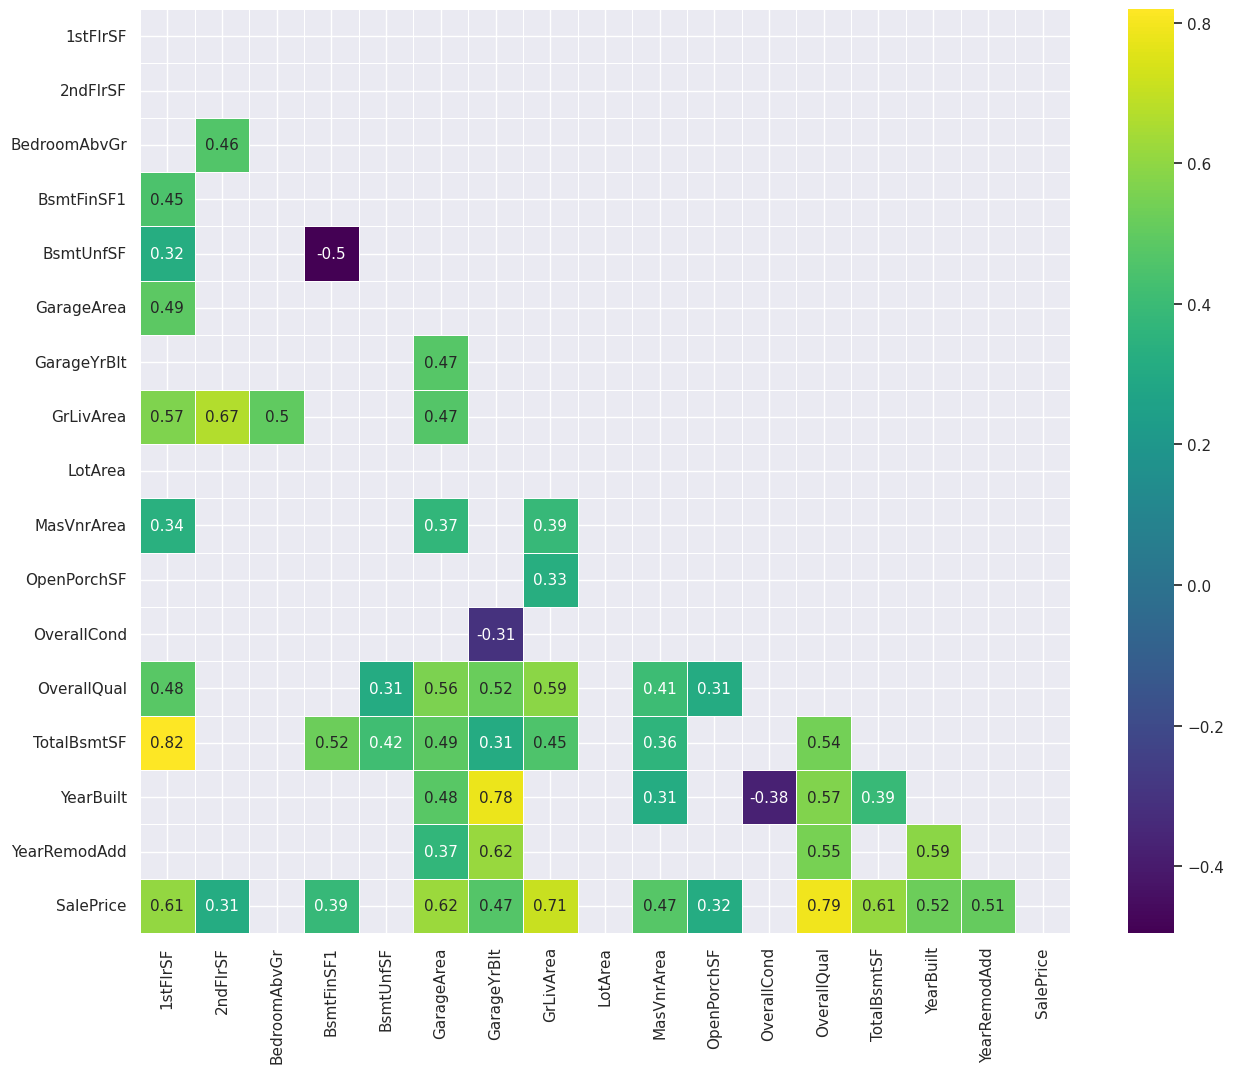 1stFlrSF
0.8
2ndFlrSF
BedroomAbvGr 0.46
0.6
BsmtFinSF1 0.45
BsmtUnfSF 0.32 -0.5
GarageArea 0.49
0.4
GarageYrBlt 0.47
GrLivArea 0.57 0.67 0.5 0.47
LotArea
0.2
MasVnrArea 0.34 0.37 0.39
OpenPorchSF 0.33
0.0
OverallCond -0.31
OverallQual 0.48 0.31 0.56 0.52 0.59 0.41 0.31
−0.2
TotalBsmtSF 0.82 0.52 0.42 0.49 0.31 0.45 0.36 0.54
YearBuilt 0.48 0.78 0.31 -0.38 0.57 0.39
YearRemodAdd 0.37 0.62 0.55 0.59
−0.4
SalePrice 0.61 0.31 0.39 0.62 0.47 0.71 0.47 0.32 0.79 0.61 0.52 0.51
1stFlrSF
2ndFlrSF
BedroomAbvGr
BsmtFinSF1
BsmtUnfSF
GarageArea
GarageYrBlt
GrLivArea
LotArea
MasVnrArea
OpenPorchSF
OverallCond
OverallQual
TotalBsmtSF
YearBuilt
YearRemodAdd
SalePrice